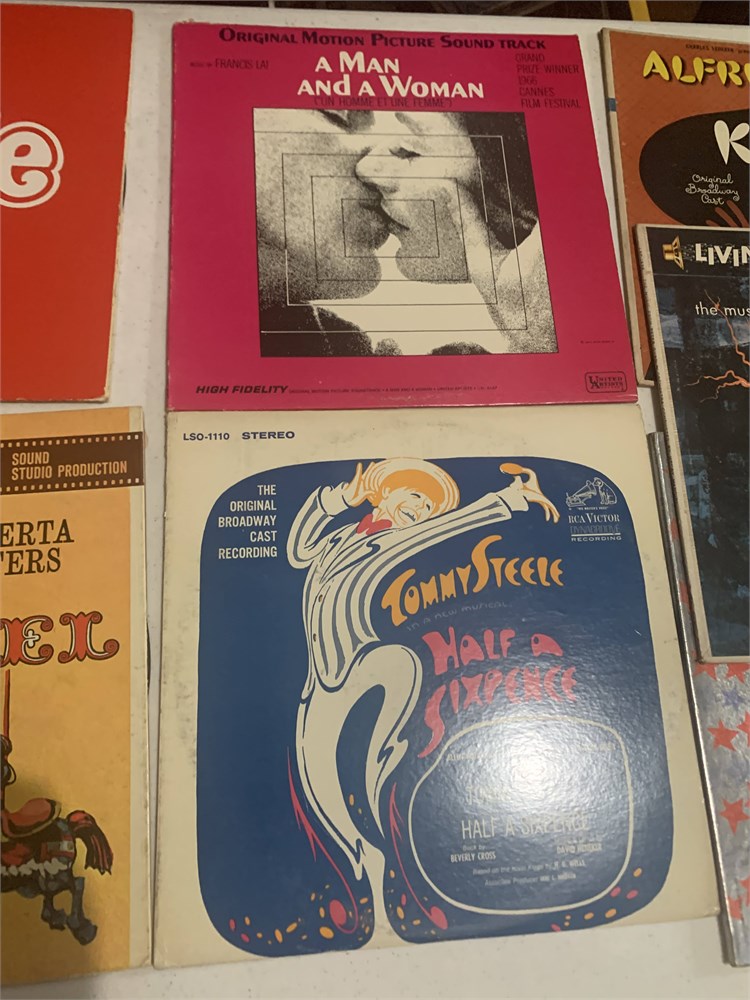 e
ORIGINAL MOTION PICTURE SOUND TRACK
MUSIC BY FRANCIS LAI
A MAN
AND A WOMAN
("UN HOMME ET UNE FEMME")
GRAND
PRIZE WINNER
1966
CANNES
FILM FESTIVAL
HIGH FIDELITY
UNITED
ARTISTS
ALFR
K
Original
Broadway
Cast
LIVIN
the mus
SOUND
STUDIO PRODUCTION
ERTA
TERS
EL
LSO-1110 STEREO
THE
ORIGINAL
BROADWAY
CAST
RECORDING
RCA VICTOR
DYNAGROOVE
RECORDING
TOMMY STEELE
in a new musical
HALF A
SIXPENCE
HALF A SIXPENCE
BEVERLY CROSS